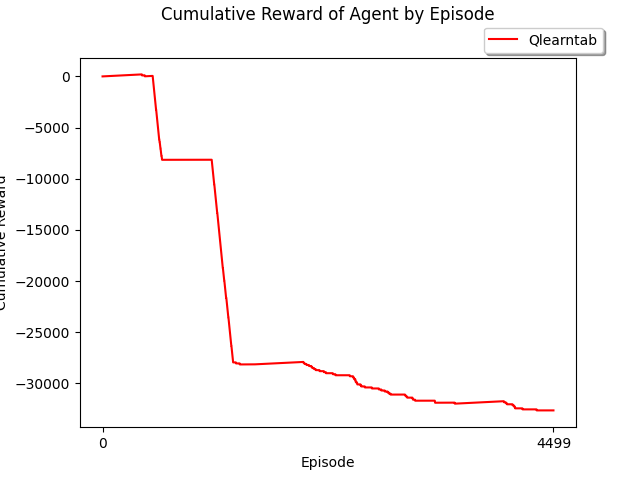 Cumulative Reward of Agent by Episode
Qlearntab
0
−5000
−10000
−15000
−20000
−25000
−30000
Cumulative Reward
0
4499
Episode